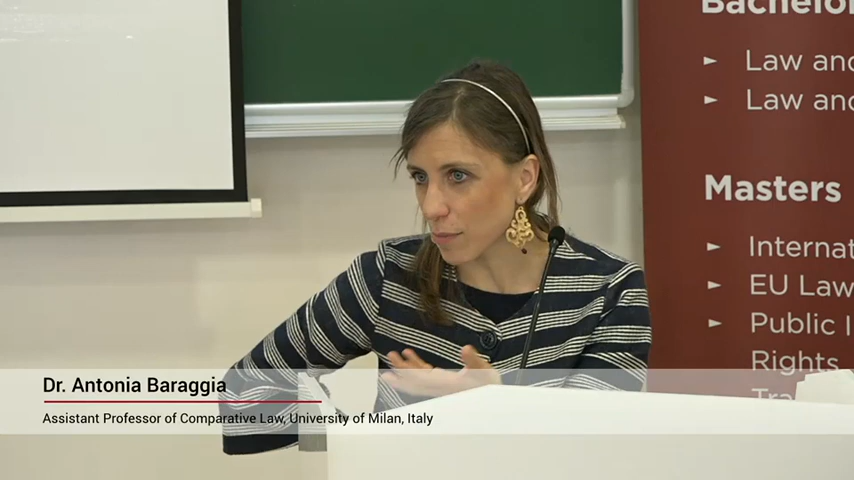 Bachelor
► Law and
► Law and
Masters
► Internat
► EU Law
► Public I
Rights
Dr. Antonia Baraggia
Assistant Professor of Comparative Law, University of Milan, Italy